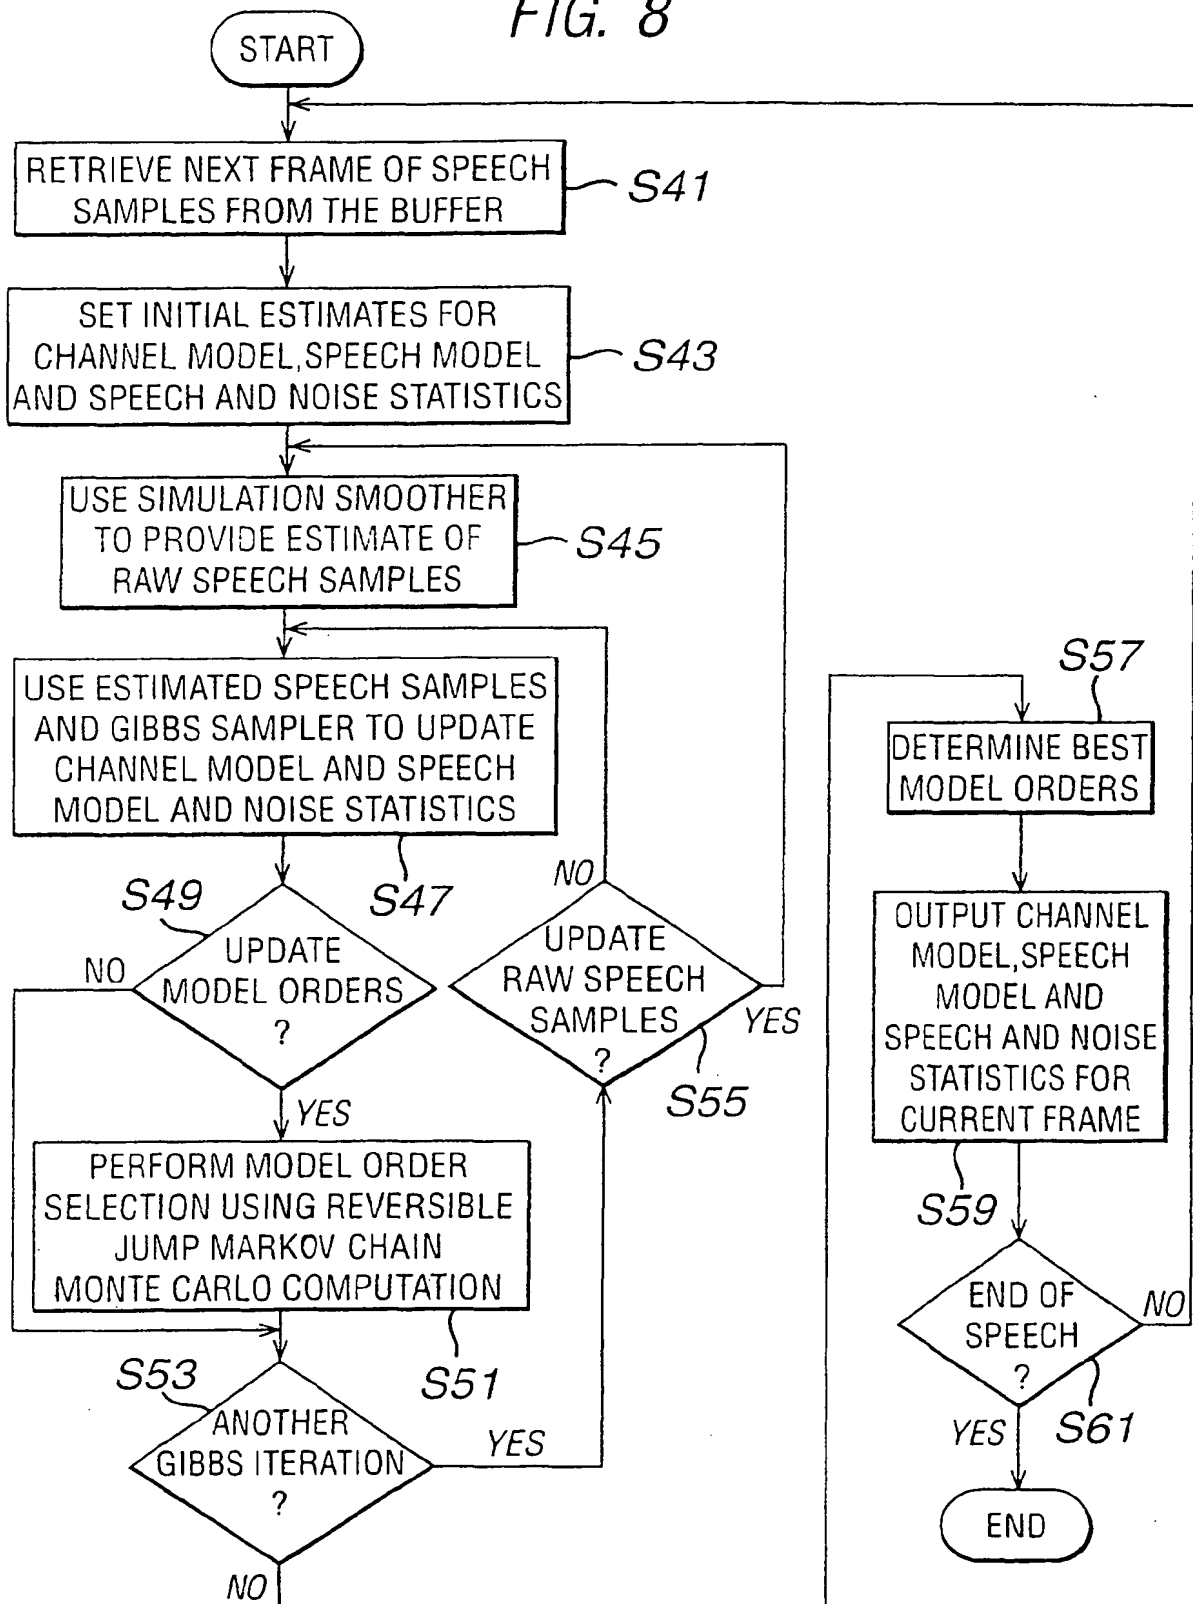 FIG. 8
START
RETRIEVE NEXT FRAME OF SPEECH
SAMPLES FROM THE BUFFER
S41
SET INITIAL ESTIMATES FOR
CHANNEL MODEL, SPEECH MODEL
AND SPEECH AND NOISE STATISTICS
S43
USE SIMULATION SMOOTHER
TO PROVIDE ESTIMATE OF
RAW SPEECH SAMPLES
S45
USE ESTIMATED SPEECH SAMPLES
AND GIBBS SAMPLER TO UPDATE
CHANNEL MODEL AND SPEECH
MODEL AND NOISE STATISTICS
S47
S49
UPDATE
MODEL ORDERS
?
NO
YES
PERFORM MODEL ORDER
SELECTION USING REVERSIBLE
JUMP MARKOV CHAIN
MONTE CARLO COMPUTATION
S51
S53
ANOTHER
GIBBS ITERATION
?
YES
NO
NO
UPDATE
RAW SPEECH
SAMPLES
?
YES
S55
S57
DETERMINE BEST
MODEL ORDERS
OUTPUT CHANNEL
MODEL, SPEECH
MODEL AND
SPEECH AND NOISE
STATISTICS FOR
CURRENT FRAME
S59
END OF
SPEECH
?
NO
S61
YES
END